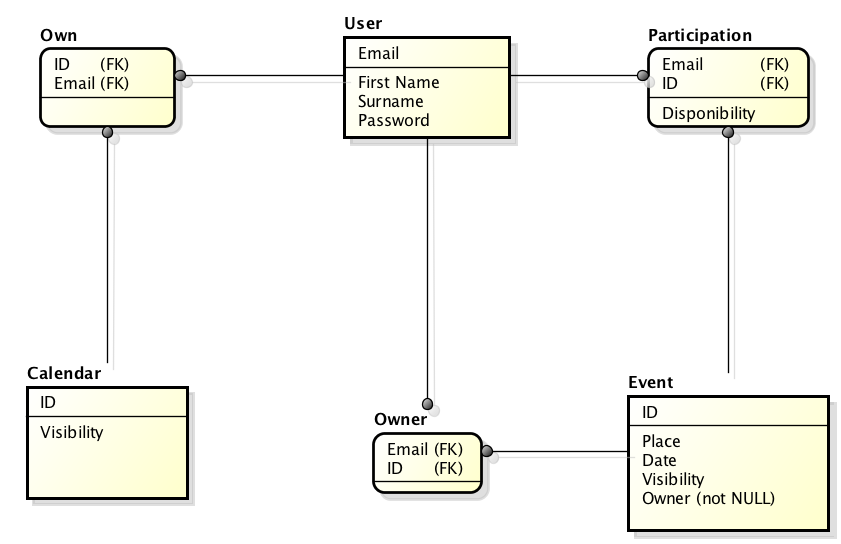 Own
ID (FK)
Email (FK)
User
Email
First Name
Surname
Password
Participation
Email (FK)
ID (FK)
Disponibility
Calendar
ID
Visibility
Owner
Email (FK)
ID (FK)
Event
ID
Place
Date
Visibility
Owner (not NULL)